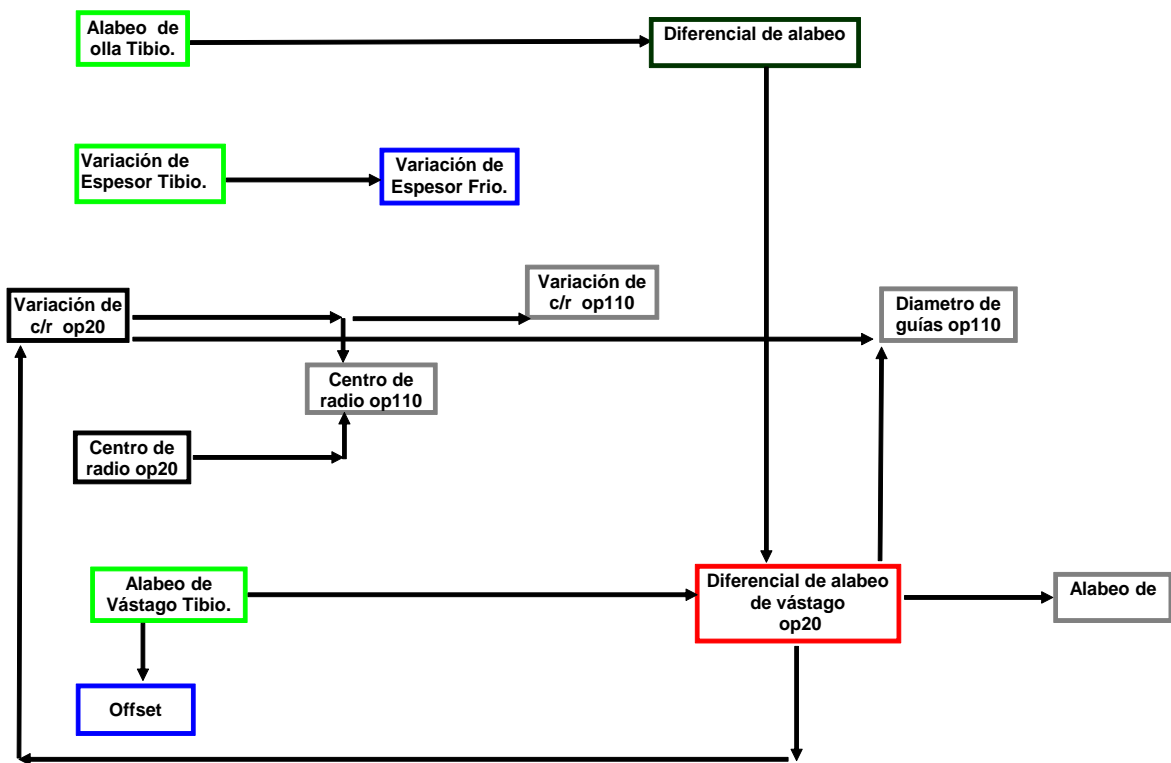 Alabeo de
olla Tibio.
Diferencial de alabeo
Variación de
Espesor Tibio.
Variación de
Espesor Frio.
Variación de
c/r op20
Variación de
c/r op110
Diametro de
guías op110
Centro de
radio op110
Centro de
radio op20
Alabeo de
Vástago Tibio.
Diferencial de alabeo
de vástago
op20
Alabeo de
Offset